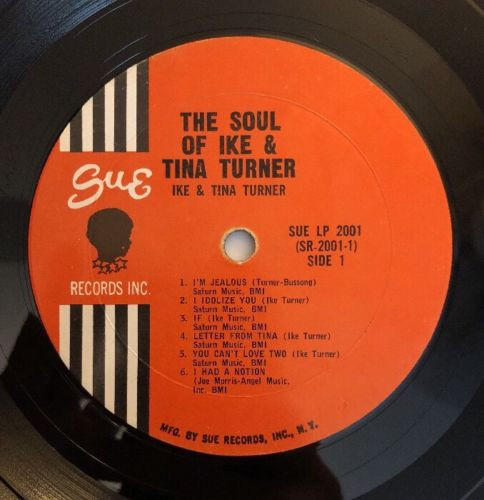 THE SOUL
OF IKE &
TINA TURNER
IKE & TINA TURNER
Sue
RECORDS INC.
SUE LP 2001
(SR-2001-1)
SIDE 1
1. I'M JEALOUS (Turner-Bussong)
Saturn Music, BMI
2. I IDOLIZE YOU (Ike Turner)
Saturn Music, BMI
3. IF (Ike Turner)
Saturn Music, BMI
4. LETTER FROM TINA (Ike Turner)
Saturn Music, BMI
5. YOU CAN'T LOVE TWO (Ike Turner)
Saturn Music, BMI
6. I HAD A NOTION
(Joe Morris-Angel Music,
Inc. BMI
MFG. BY SUE RECORDS, INC., N.Y.